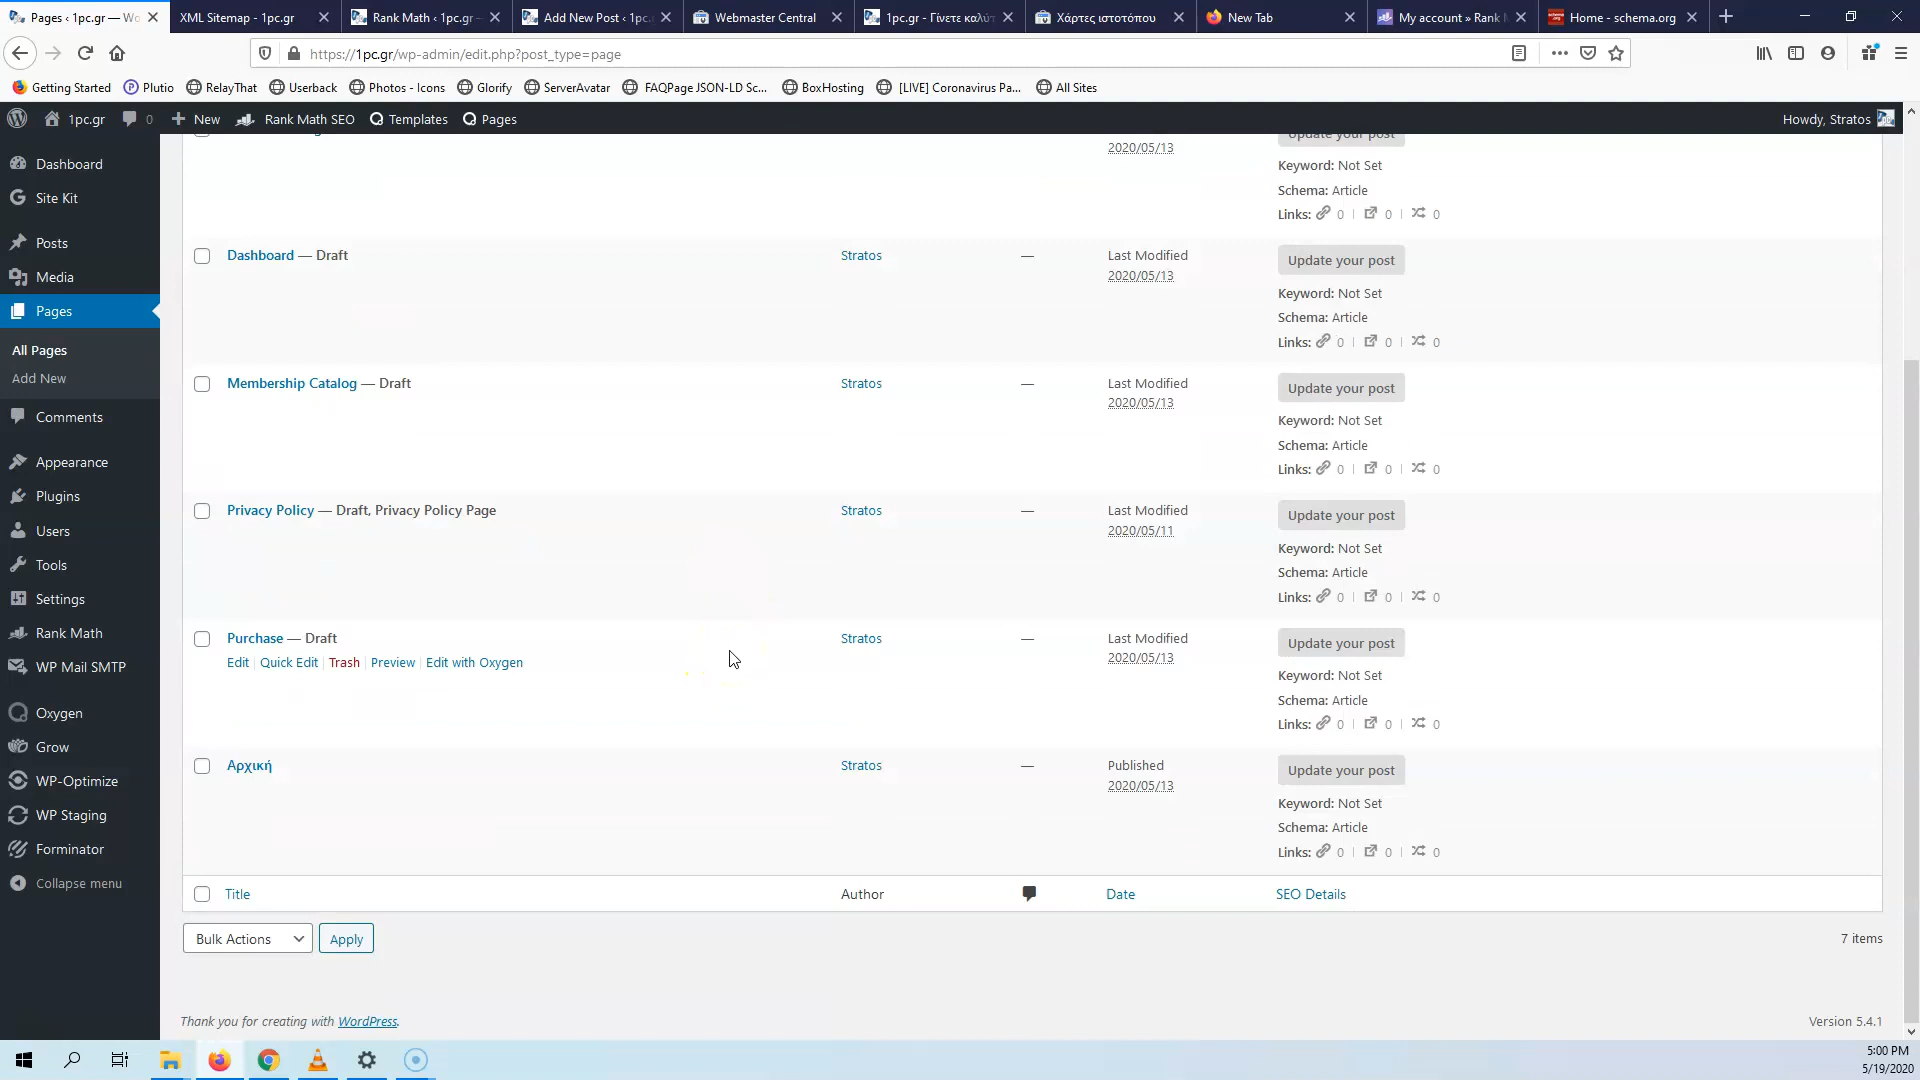 Pages ‹ 1pc.gr — Wo
XML Sitemap - 1pc.gr
Rank Math ‹ 1pc.gr —
Add New Post ‹ 1pc.
Webmaster Central
1pc.gr - Γίνετε καλύτ
Χάρτες ιστοτόπου
New Tab
My account » Rank M
Home - schema.org
https://1pc.gr/wp-admin/edit.php?post_type=page
Getting Started
Plutio
RelayThat
Userback
Photos - Icons
Glorify
ServerAvatar
FAQPage JSON-LD Sc...
BoxHosting
[LIVE] Coronavirus Pa...
All Sites
1pc.gr
0
New
Rank Math SEO
Templates
Pages
Howdy, Stratos
Dashboard
Site Kit
Posts
Media
Pages
All Pages
Add New
Comments
Appearance
Plugins
Users
Tools
Settings
Rank Math
WP Mail SMTP
Oxygen
Grow
WP-Optimize
WP Staging
Forminator
Collapse menu
2020/05/13
Update your post
Keyword: Not Set
Schema: Article
Links: 0 | 0 | 0
Dashboard — Draft
Stratos
—
Last Modified
2020/05/13
Update your post
Keyword: Not Set
Schema: Article
Links: 0 | 0 | 0
Membership Catalog — Draft
Stratos
—
Last Modified
2020/05/13
Update your post
Keyword: Not Set
Schema: Article
Links: 0 | 0 | 0
Privacy Policy — Draft, Privacy Policy Page
Stratos
—
Last Modified
2020/05/11
Update your post
Keyword: Not Set
Schema: Article
Links: 0 | 0 | 0
Purchase — Draft
Edit | Quick Edit | Trash | Preview | Edit with Oxygen
Stratos
—
Last Modified
2020/05/13
Update your post
Keyword: Not Set
Schema: Article
Links: 0 | 0 | 0
Αρχική
Stratos
—
Published
2020/05/13
Update your post
Keyword: Not Set
Schema: Article
Links: 0 | 0 | 0
Title
Author
Date
SEO Details
Bulk Actions
Apply
7 items
Thank you for creating with WordPress.
Version 5.4.1
5:00 PM
5/19/2020